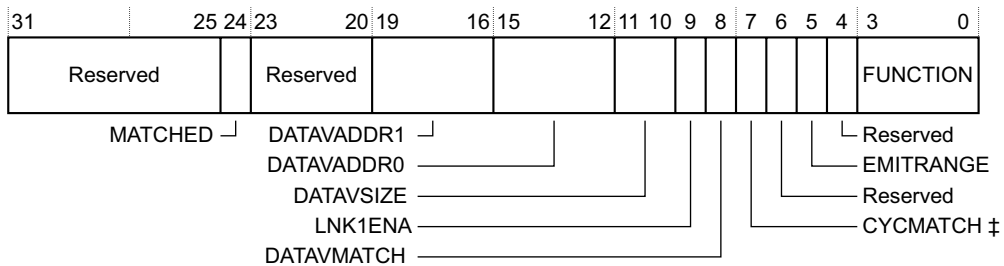 31 25 24 23 20 19 16 15 12 11 10 9 8 7 6 5 4 3 0
Reserved Reserved FUNCTION
MATCHED DATAVADDR1 Reserved
DATAVADDR0 EMITRANGE
DATAVSIZE Reserved
LNK1ENA CYCMATCH ‡
DATAVMATCH